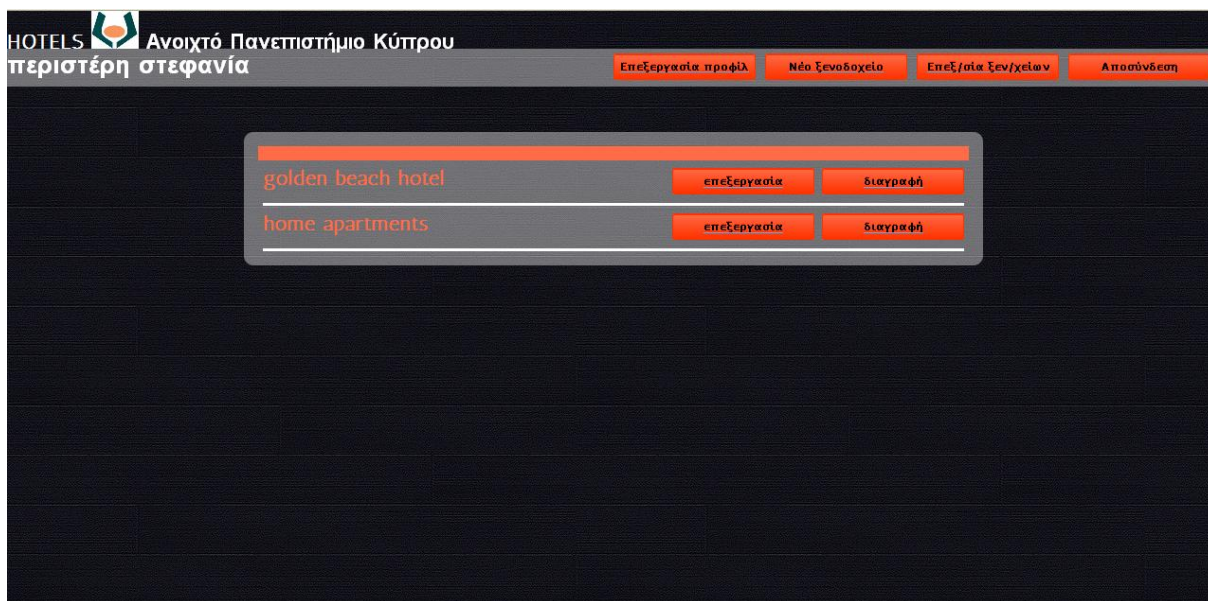 HOTELS Ανοιχτό Πανεπιστήμιο Κύπρου
περιστέρη στεφανία
Επεξεργασία προφίλ Νέο ξενοδοχείο Επεξ/σία ξεν/χείων Αποσύνδεση
golden beach hotel επεξεργασία διαγραφή
home apartments επεξεργασία διαγραφή